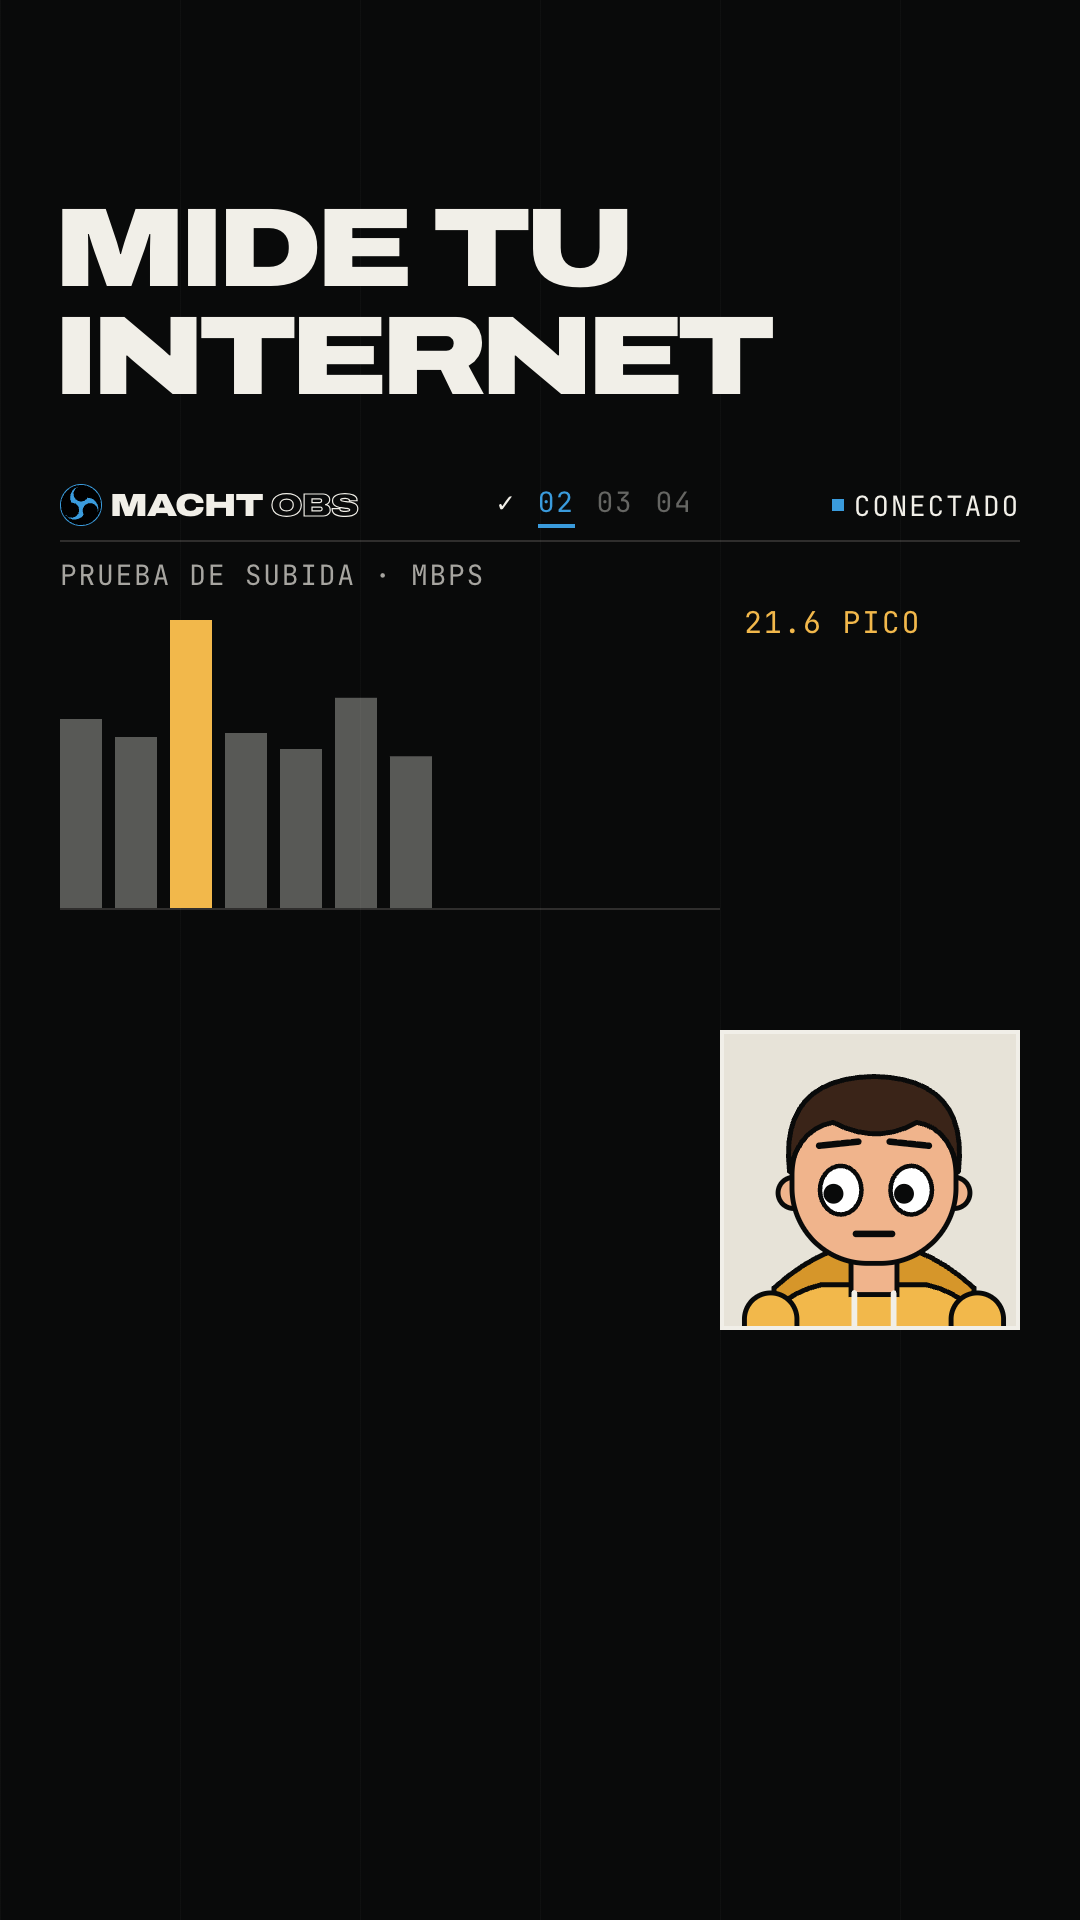 MIDE TU
INTERNET
MACHT OBS
✓ 02 03 04
CONECTADO
PRUEBA DE SUBIDA · MBPS
21.6 PICO